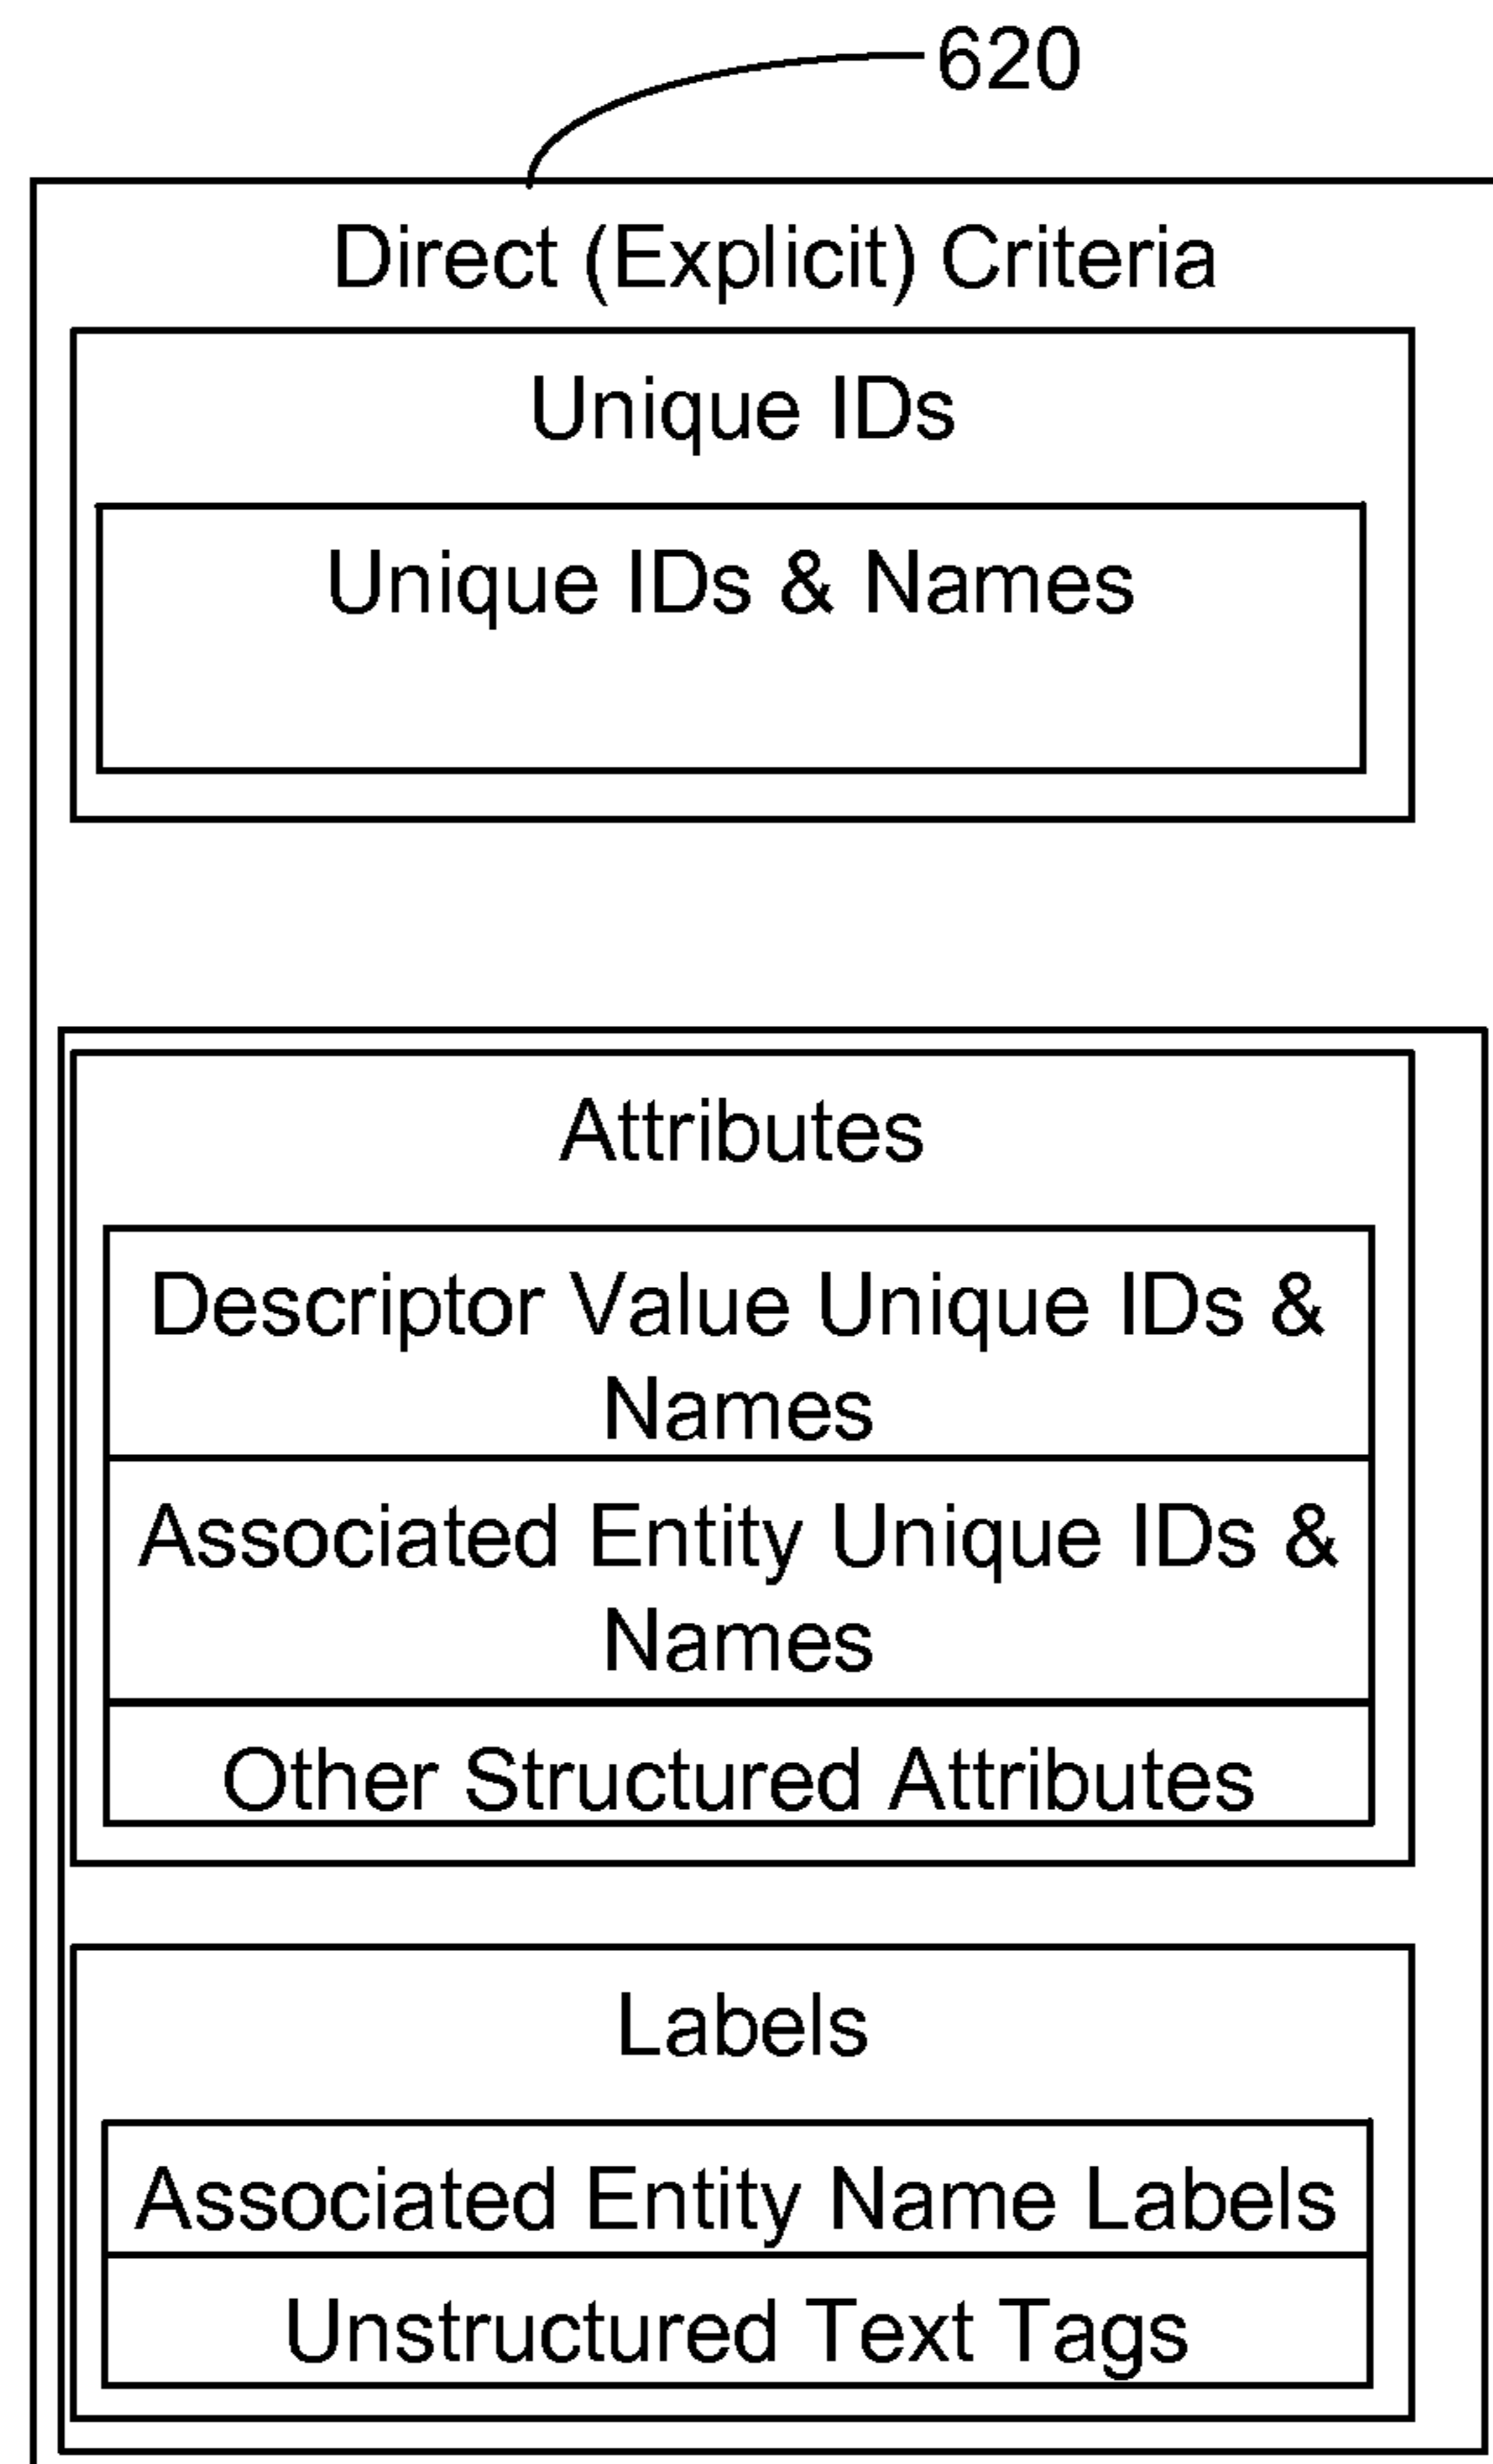 620
Direct (Explicit) Criteria
Unique IDs
Unique IDs & Names
Attributes
Descriptor Value Unique IDs &
Names
Associated Entity Unique IDs &
Names
Other Structured Attributes
Labels
Associated Entity Name Labels
Unstructured Text Tags